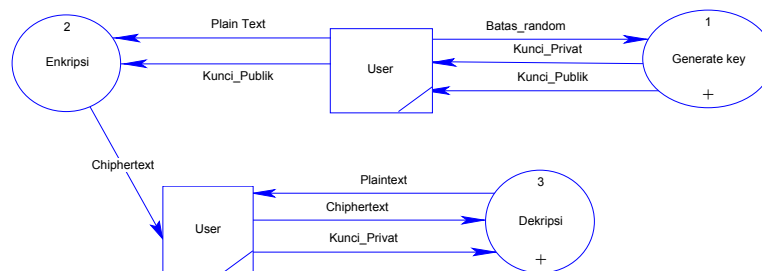 2
Enkripsi
Plain Text
Kunci_Publik
User
Batas_random
Kunci_Privat
Kunci_Publik
1
Generate key
+
Chiphertext
User
Plaintext
Chiphertext
Kunci_Privat
3
Dekripsi
+